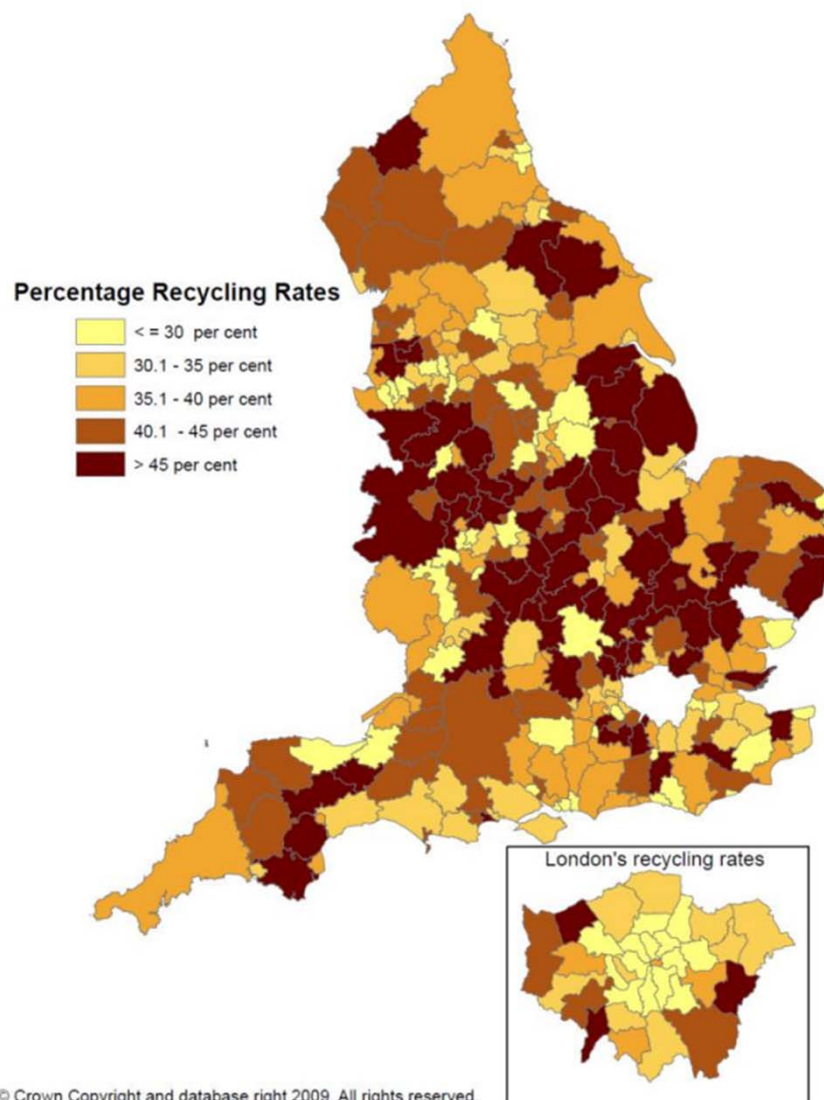 Percentage Recycling Rates
< = 30 per cent
30.1 - 35 per cent
35.1 - 40 per cent
40.1 - 45 per cent
> 45 per cent
London's recycling rates
© Crown Copyright and database right 2009. All rights reserved.